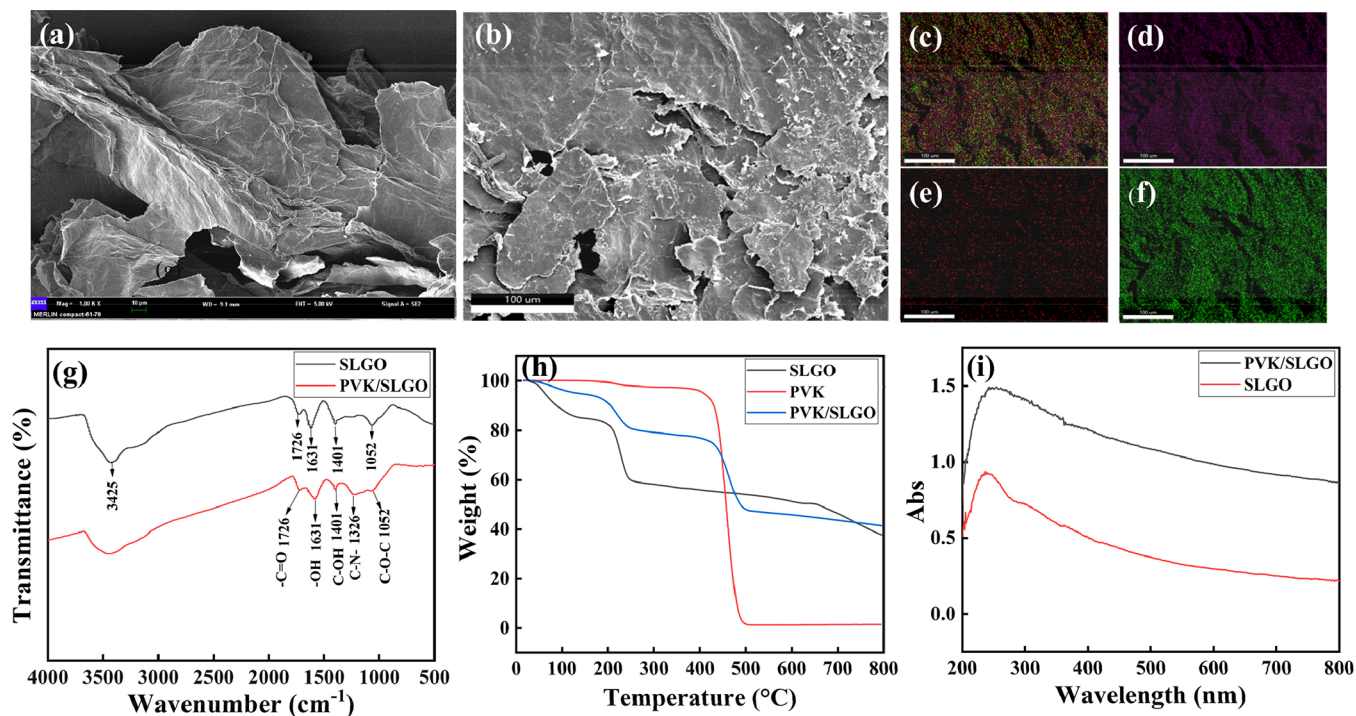 (a)
ZEISS Mag = 1.00 K X 10 µm WD = 9.1 mm EHT = 5.00 kV Signal A = SE2
MERLIN compact-61-78
(b)
100 um
(c)
100 um
(d)
100 um
(e)
100 um
(f)
100 um
(g)
SLGO
PVK/SLGO
3425
1726
1631
1401
1052
-C=O 1726
-OH 1631
C-OH 1401
C-N- 1326
C-O-C 1052
Transmittance (%)
4000 3500 2000 1500 1000 500
Wavenumber (cm-1)
(h)
SLGO
PVK
PVK/SLGO
100
80
60
40
20
0
Weight (%)
0 100 200 300 400 500 600 700 800
Temperature (°C)
(i)
PVK/SLGO
SLGO
1.5
1.0
0.5
0.0
Abs
200 300 400 500 600 700 800
Wavelength (nm)